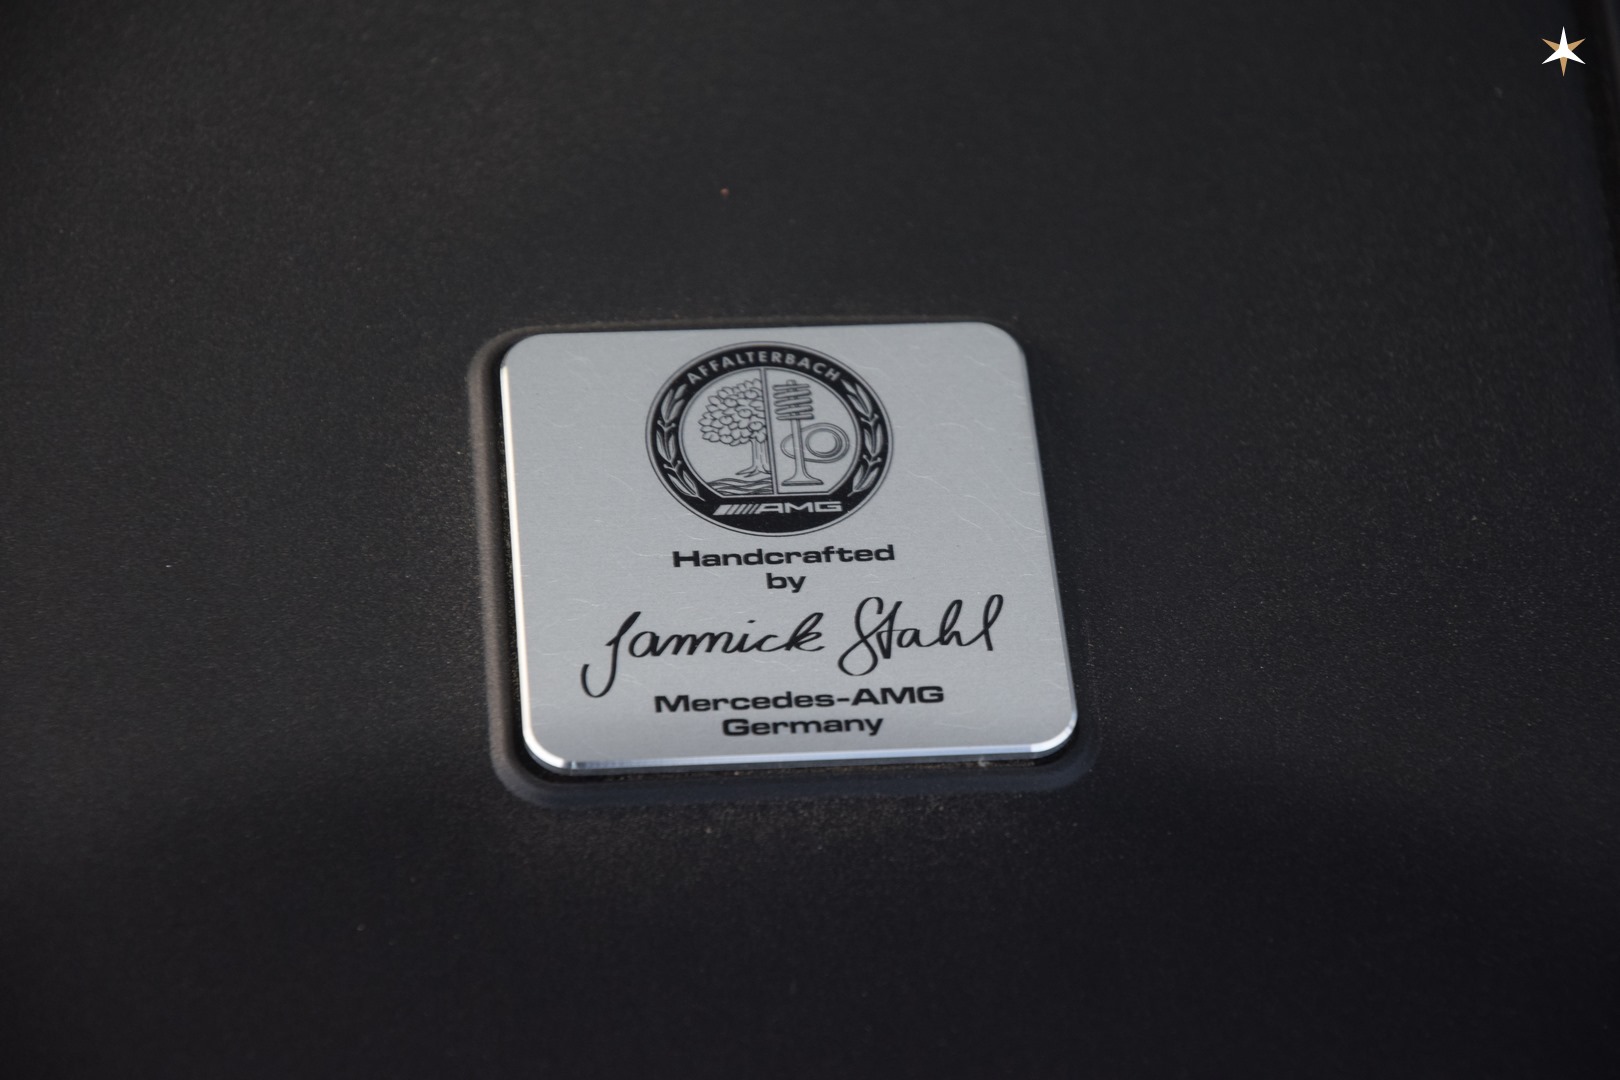 AFFALTERBACH
AMG
Handcrafted
by
Jannick Stahl
Mercedes-AMG
Germany